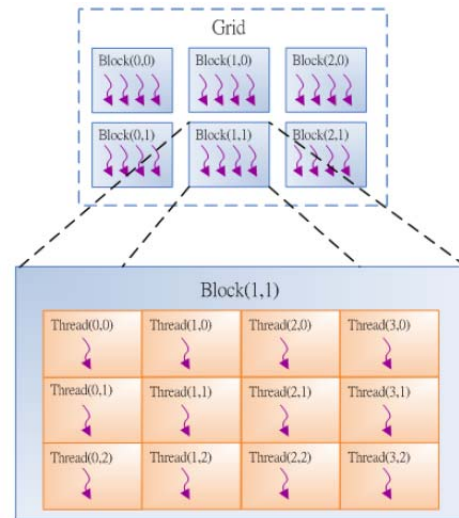 Grid
Block(0,0) Block(1,0) Block(2,0)
Block(0,1) Block(1,1) Block(2,1)
Block(1,1)
Thread(0,0) Thread(1,0) Thread(2,0) Thread(3,0)
Thread(0,1) Thread(1,1) Thread(2,1) Thread(3,1)
Thread(0,2) Thread(1,2) Thread(2,2) Thread(3,2)